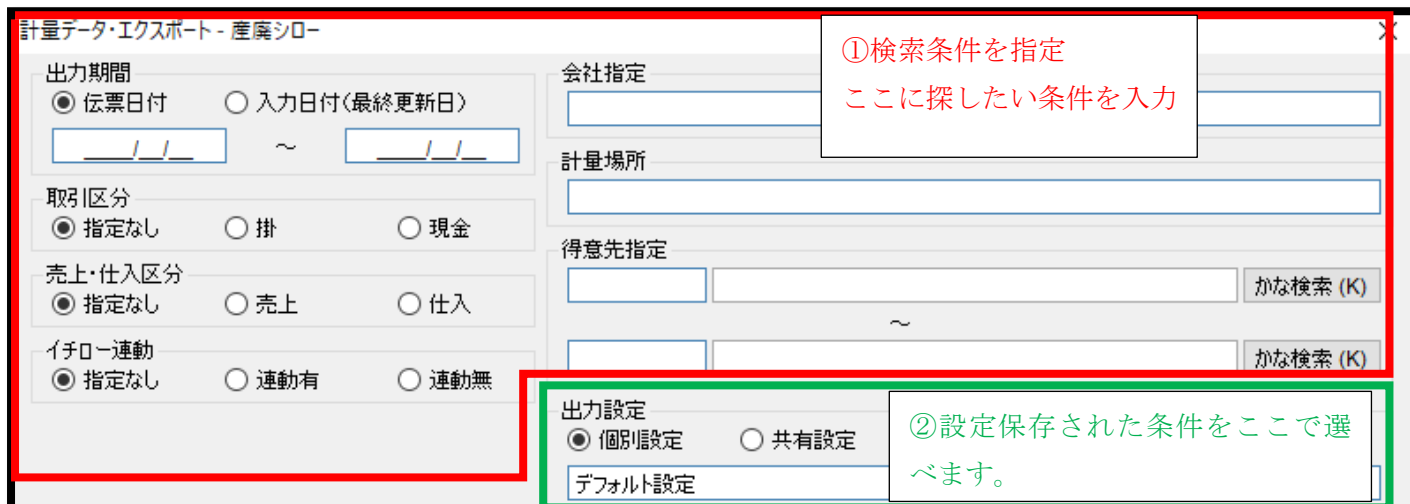 計量データ・エクスポート - 産廃シロー
①検索条件を指定
ここに探したい条件を入力
出力期間
伝票日付 入力日付(最終更新日)
____/__/__ ～ ____/__/__
取引区分
指定なし 掛 現金
売上・仕入区分
指定なし 売上 仕入
イチロー連動
指定なし 連動有 連動無
会社指定
計量場所
得意先指定
かな検索 (K)
～
かな検索 (K)
出力設定
個別設定 共有設定
デフォルト設定
②設定保存された条件をここで選
べます。